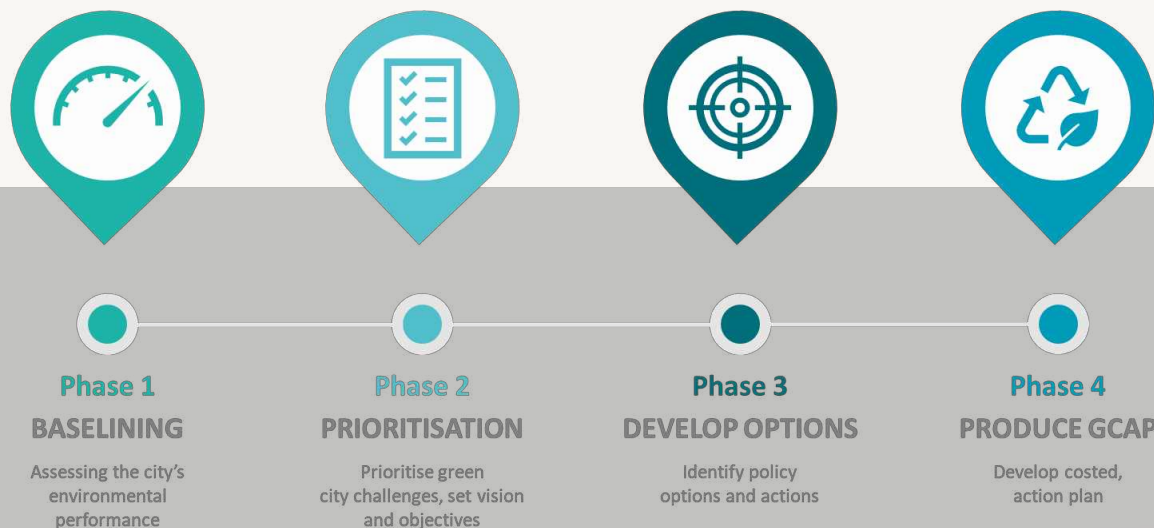 Phase 1
BASELINING
Assessing the city's
environmental
performance
Phase 2
PRIORITISATION
Prioritise green
city challenges, set vision
and objectives
Phase 3
DEVELOP OPTIONS
Identify policy
options and actions
Phase 4
PRODUCE GCAP
Develop costed,
action plan